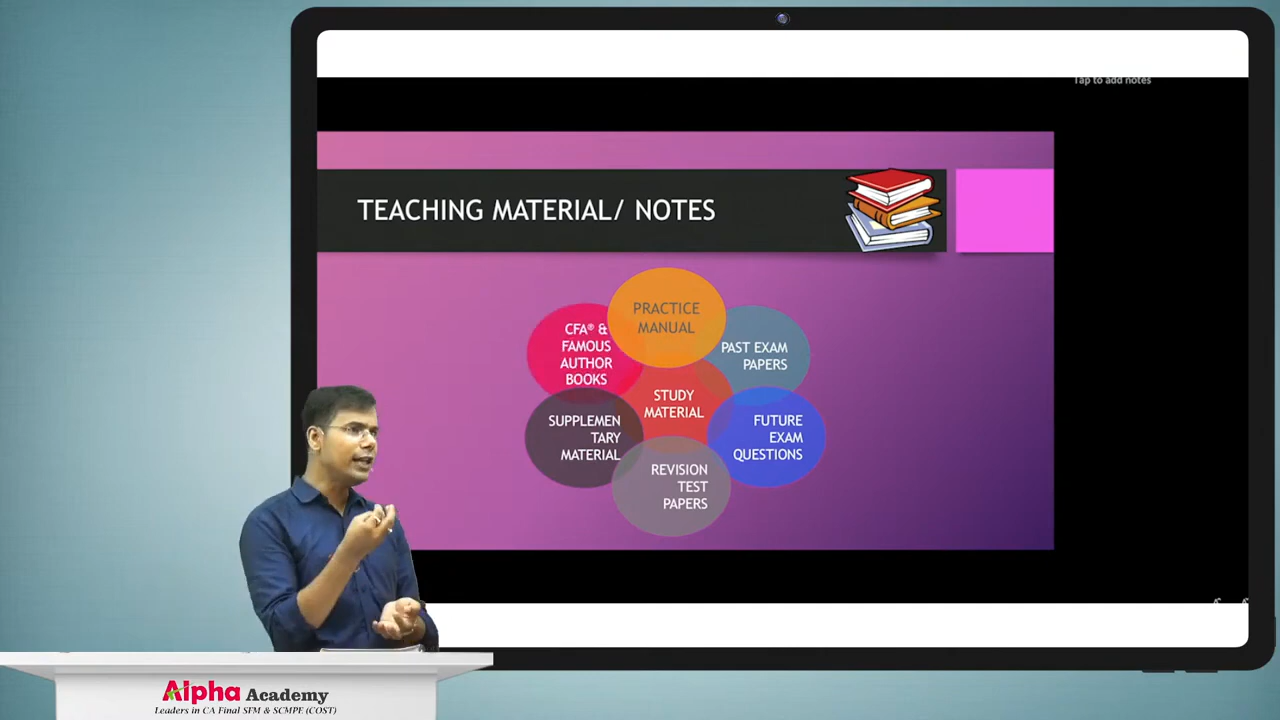 Tap to add notes
TEACHING MATERIAL/ NOTES
PRACTICE
MANUAL
CFA® &
FAMOUS
AUTHOR
BOOKS
PAST EXAM
PAPERS
STUDY
MATERIAL
SUPPLEMEN
TARY
MATERIAL
FUTURE
EXAM
QUESTIONS
REVISION
TEST
PAPERS
Alpha Academy
Leaders in CA Final SFM & SCMPE (COST)